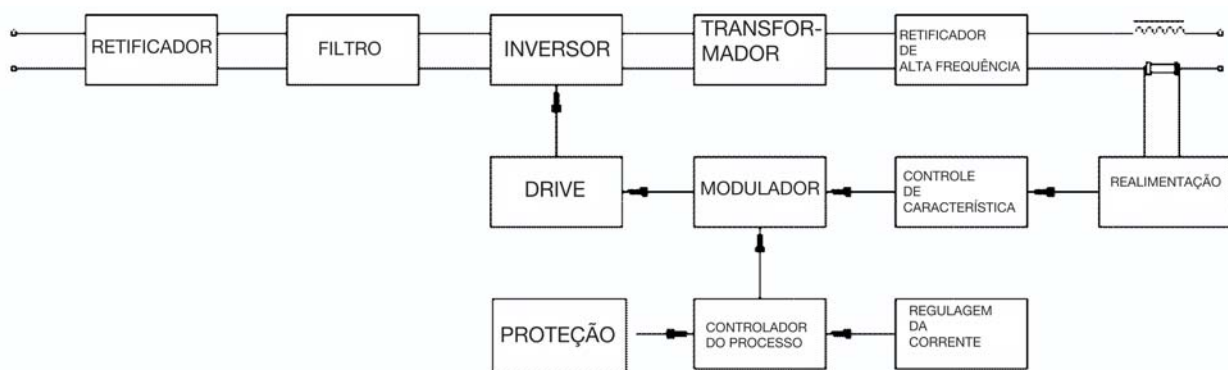 RETIFICADOR
FILTRO
INVERSOR
TRANSFOR-
MADOR
RETIFICADOR
DE
ALTA FREQUÊNCIA
DRIVE
MODULADOR
CONTROLE
DE
CARACTERÍSTICA
REALIMENTAÇÃO
PROTEÇÃO
CONTROLADOR
DO PROCESSO
REGULAGEM
DA
CORRENTE